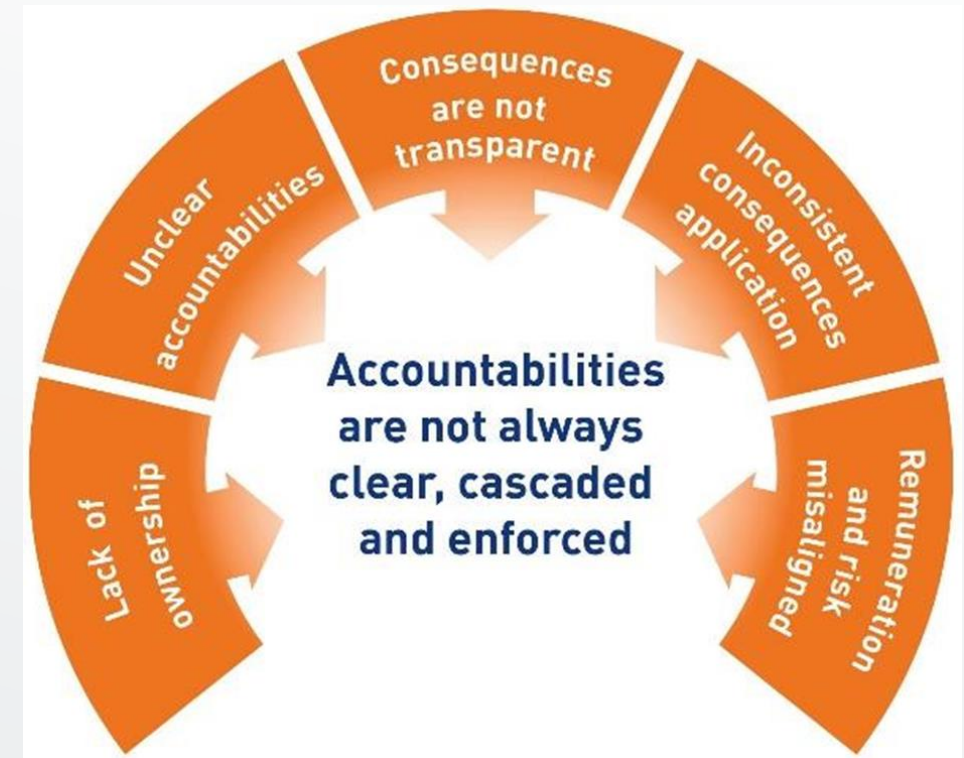 Lack of
ownership
Unclear
accountabilities
Consequences
are not
transparent
Inconsistent
consequences
application
Remuneration
and risk
misaligned
Accountabilities
are not always
clear, cascaded
and enforced